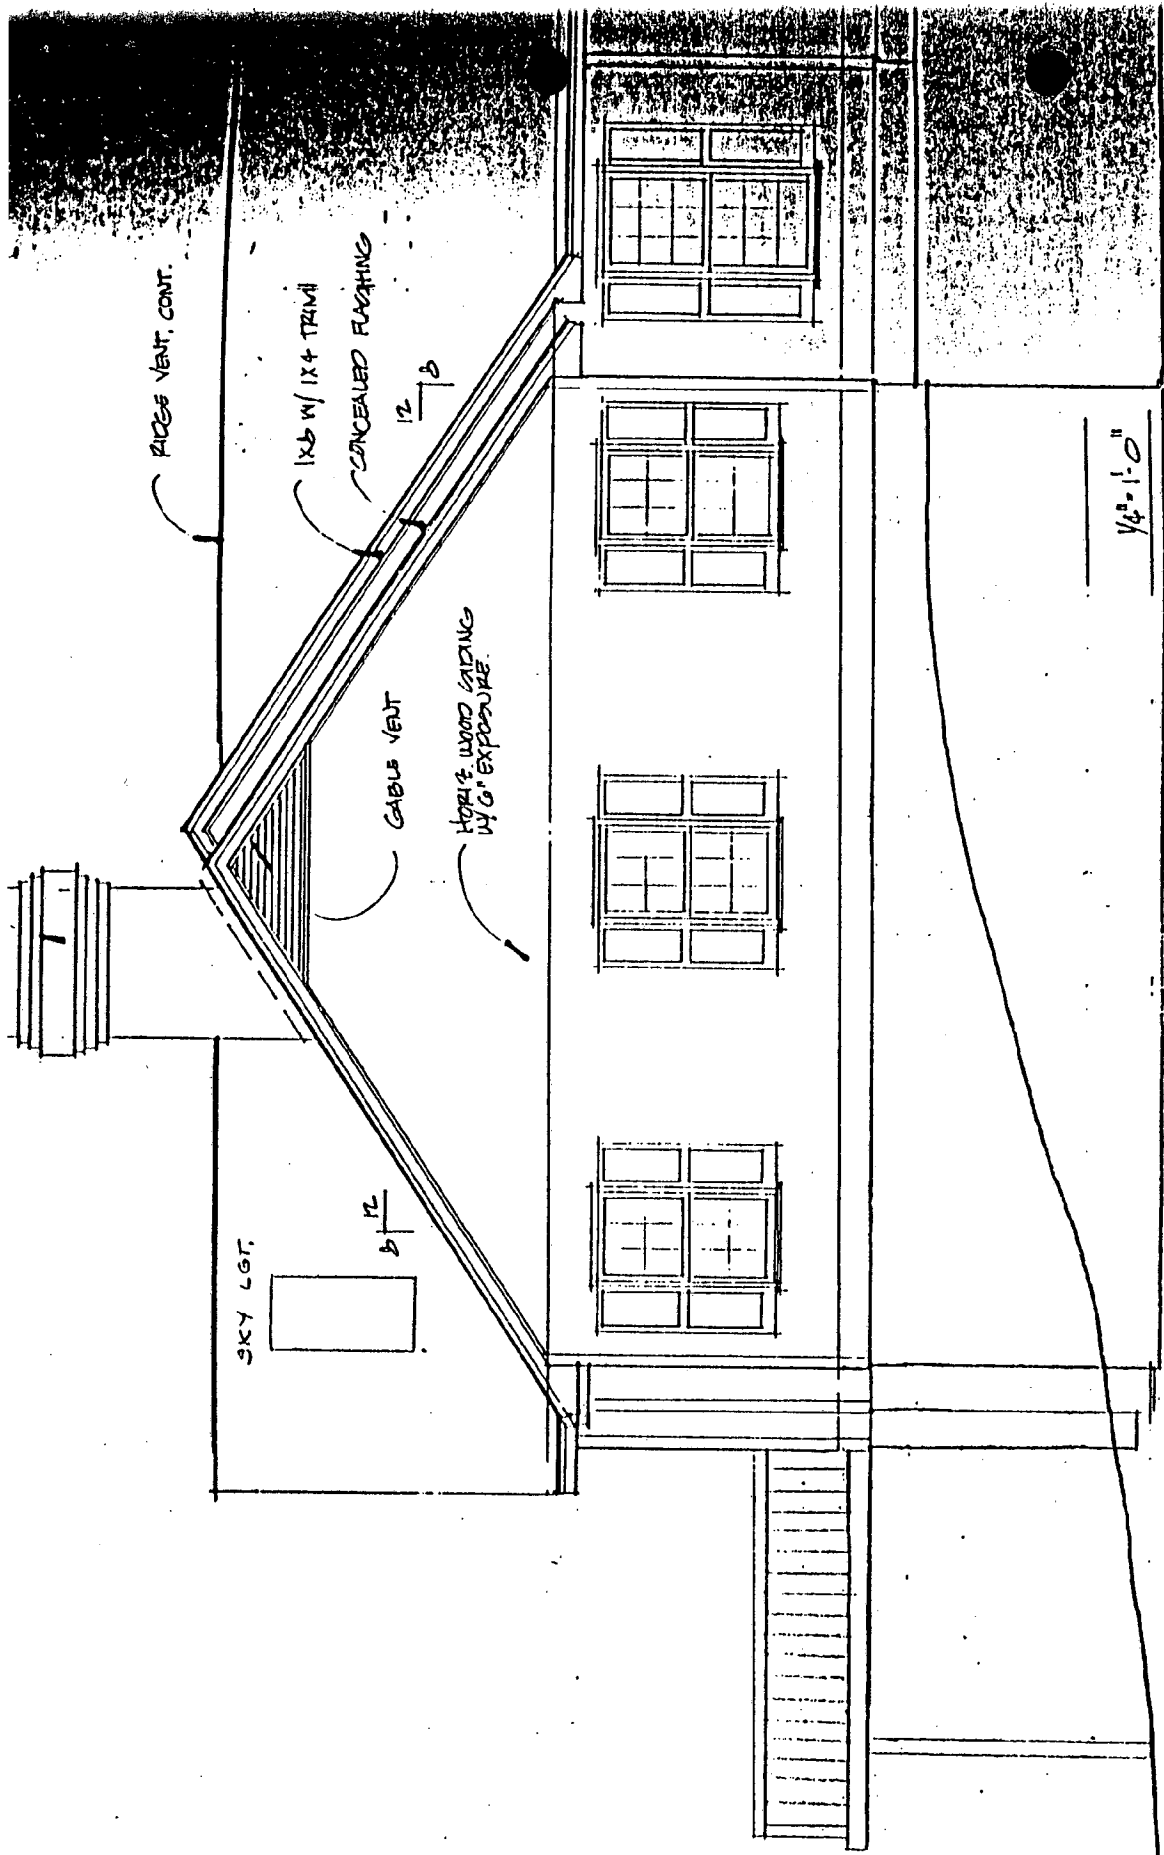 RIDGE VENT, CONT.
1X6 W/ 1X4 TRIM
CONCEALED FLASHING
12
8
GABLE VENT
HORIZ WOOD SIDING
W/ 6" EXPOSURE.
SKY LGT.
8
12
1/4" = 1'-0"